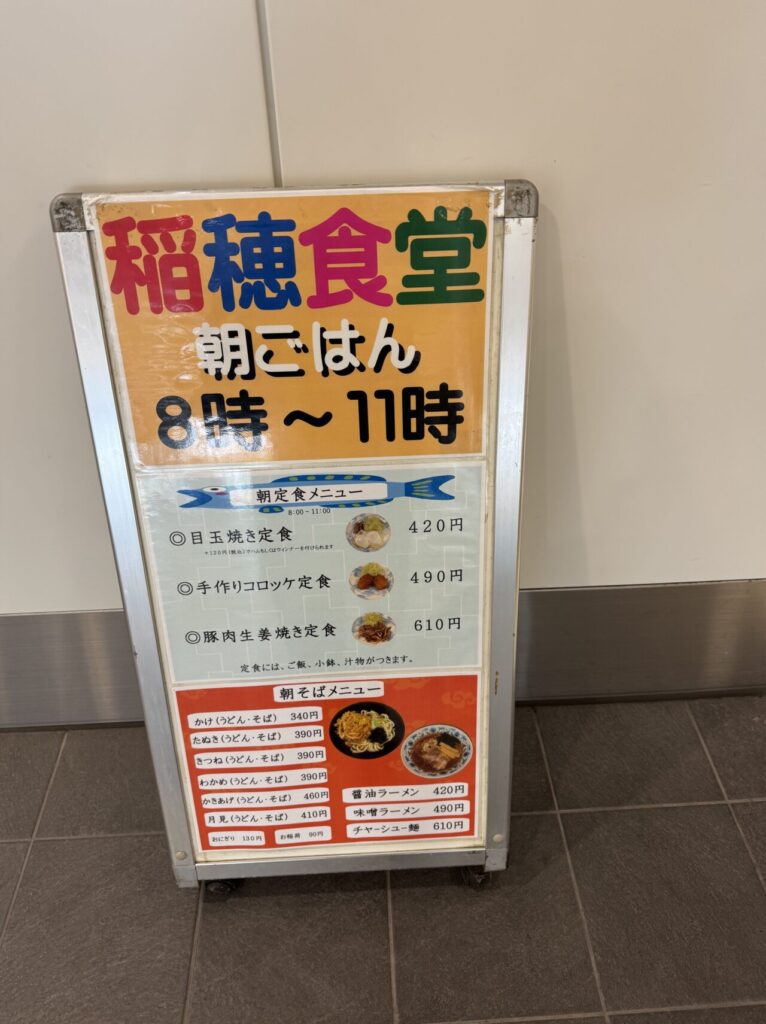 稲穂食堂
朝ごはん
8時～11時
朝定食メニュー
8:00～11:00
◎目玉焼き定食 420円
◎手作りコロッケ定食 490円
◎豚肉生姜焼き定食 610円
定食には、ご飯、小鉢、汁物がつきます。
朝そばメニュー
かけ(うどん・そば) 340円
たぬき(うどん・そば) 390円
きつね(うどん・そば) 390円
わかめ(うどん・そば) 390円
かきあげ(うどん・そば) 460円
月見(うどん・そば) 410円
おにぎり 130円 お稲荷 90円
醤油ラーメン 420円
味噌ラーメン 490円
チャーシュー麺 610円